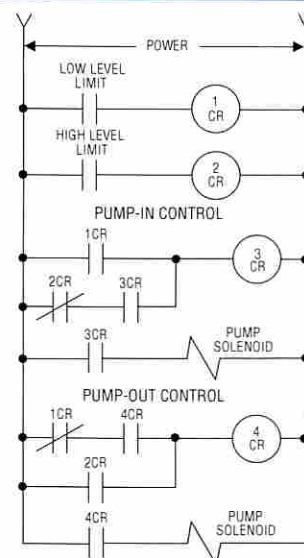 POWER
LOW LEVEL
LIMIT
1
CR
HIGH LEVEL
LIMIT
2
CR
PUMP-IN CONTROL
1CR
3
CR
2CR
3CR
3CR
PUMP
SOLENOID
PUMP-OUT CONTROL
1CR
4CR
4
CR
2CR
4CR
PUMP
SOLENOID